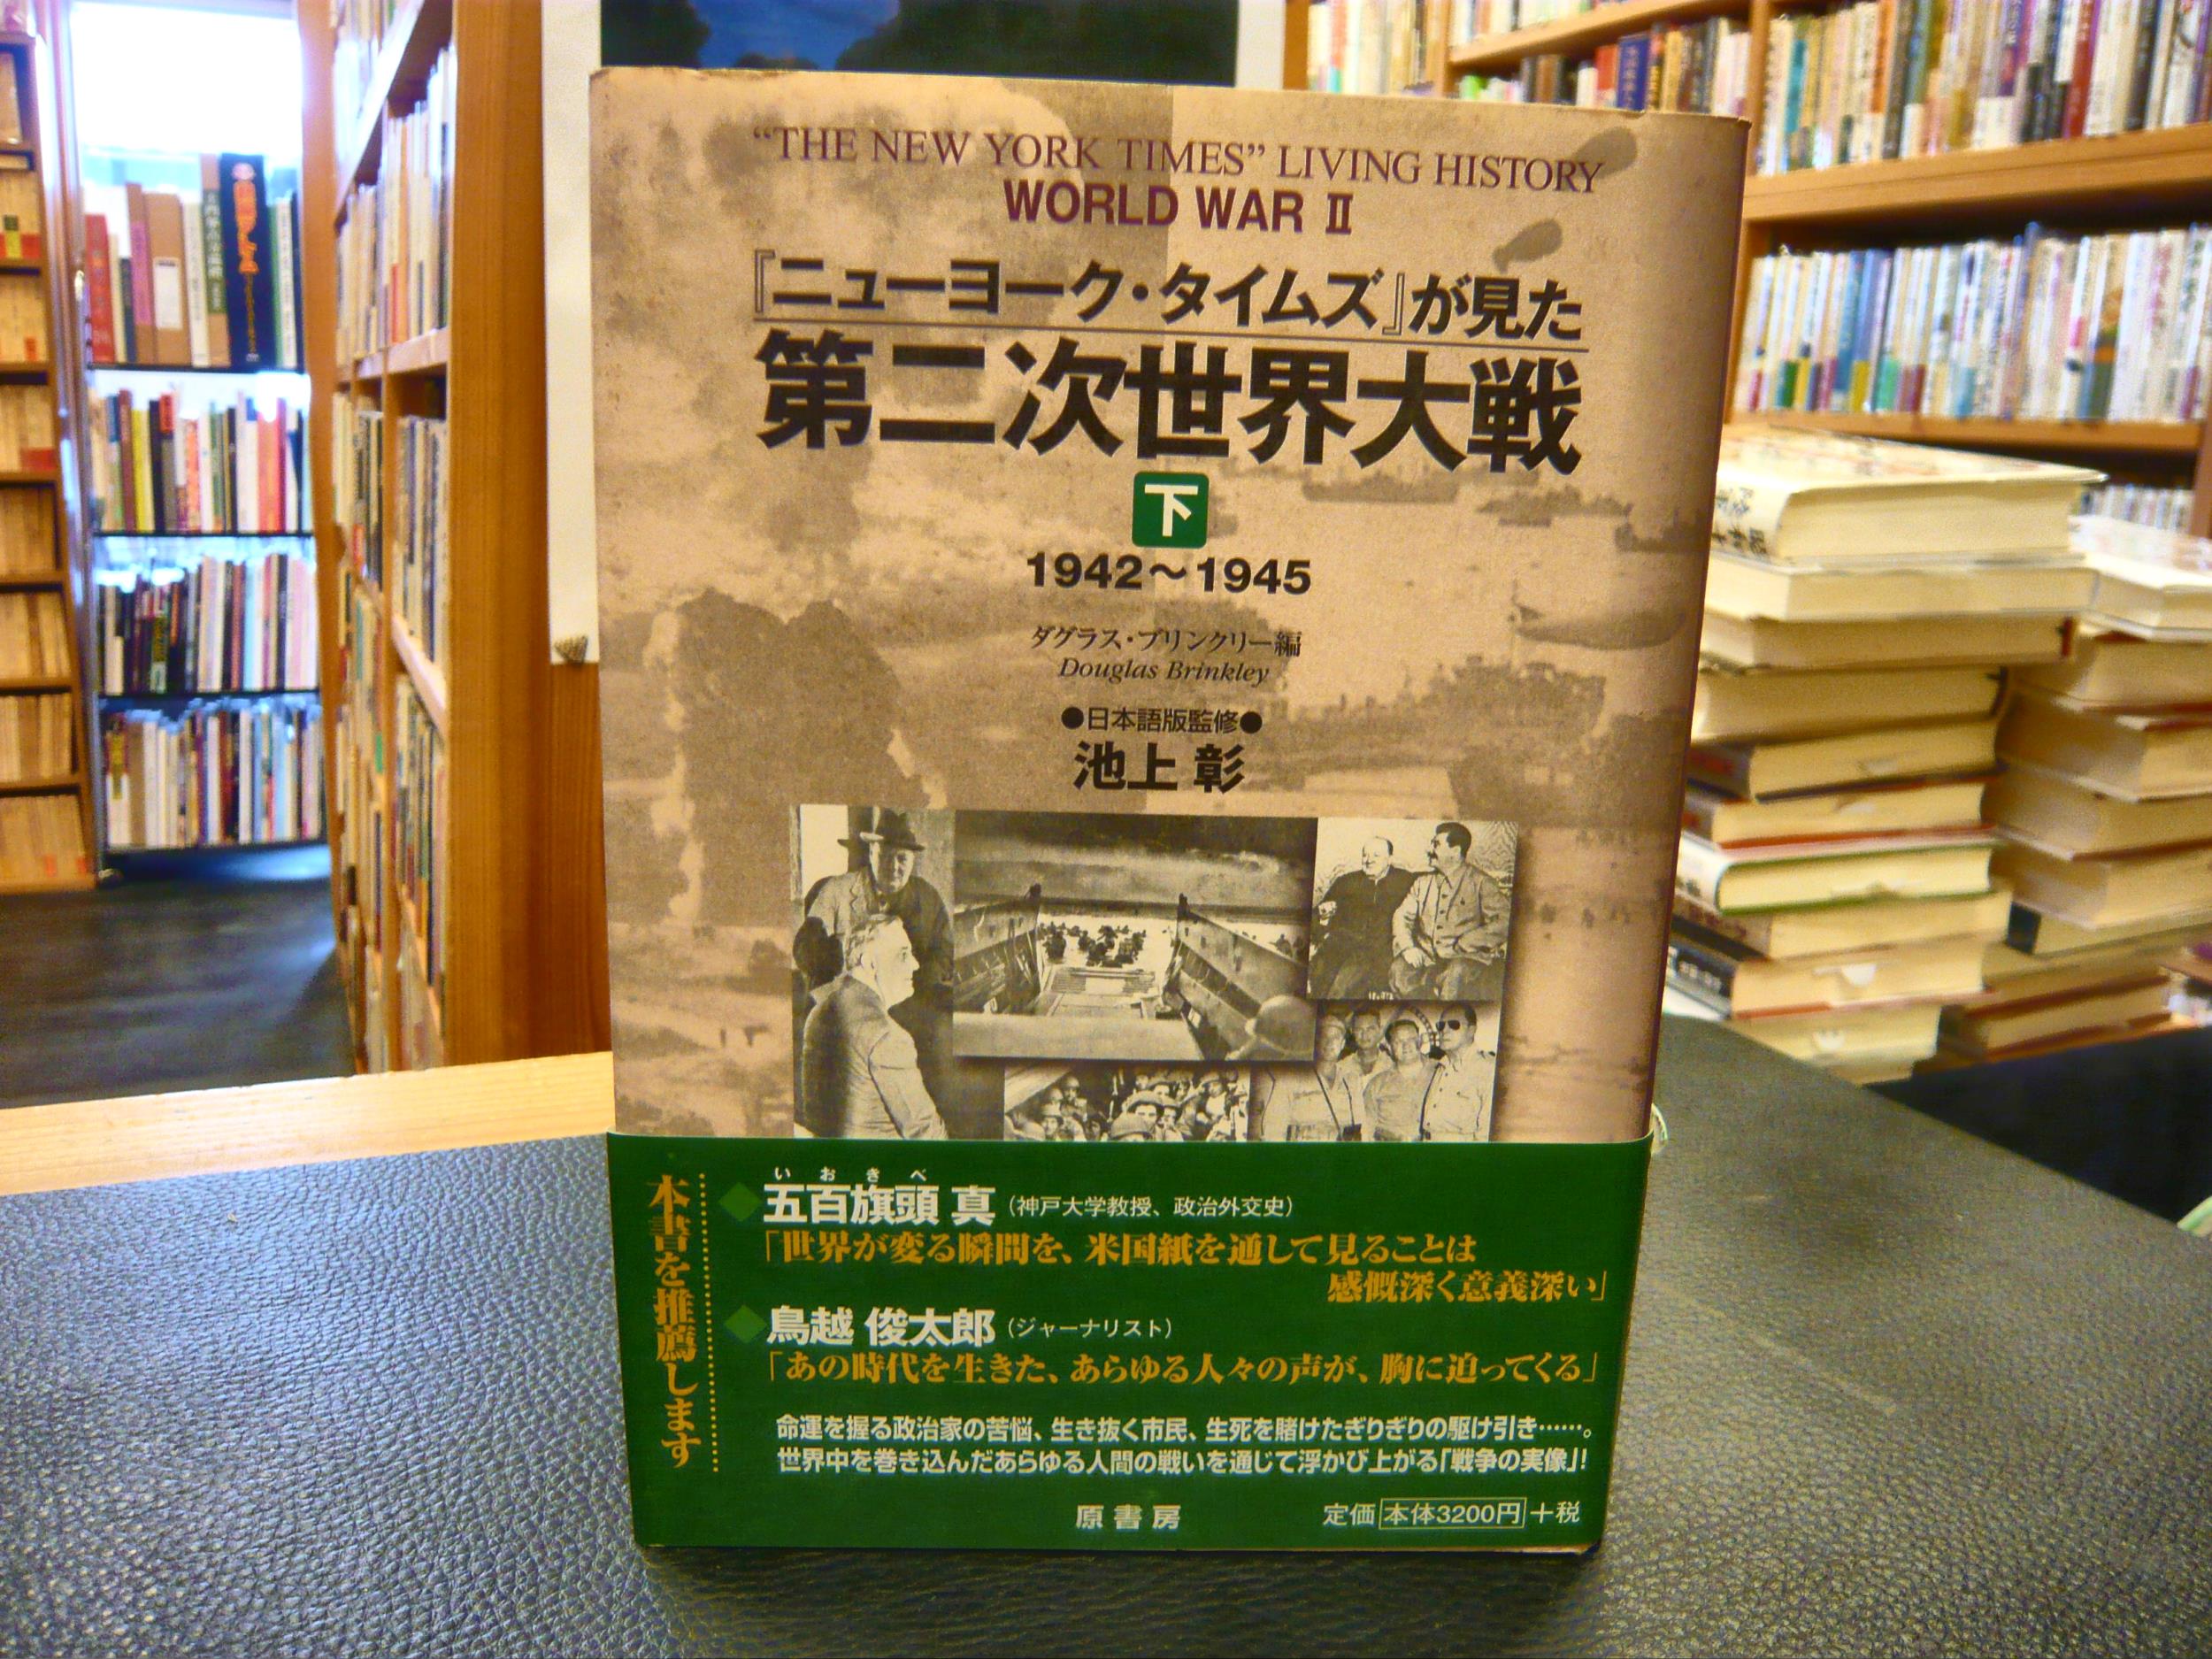 “THE NEW YORK TIMES” LIVING HISTORY
WORLD WAR Ⅱ
『ニューヨーク・タイムズ』が見た
第二次世界大戦
下
1942～1945
ダグラス・ブリンクリー編
Douglas Brinkley
●日本語版監修●
池上 彰
本書を推薦します
いおきべ
◆五百旗頭 真（神戸大学教授、政治外交史）
「世界が変る瞬間を、米国紙を通して見ることは
感慨深く意義深い」
◆鳥越 俊太郎（ジャーナリスト）
「あの時代を生きた、あらゆる人々の声が、胸に迫ってくる」
命運を握る政治家の苦悩、生き抜く市民、生死を賭けたぎりぎりの駆け引き……。
世界中を巻き込んだあらゆる人間の戦いを通じて浮かび上がる「戦争の実像」！
原書房
定価 本体3200円＋税